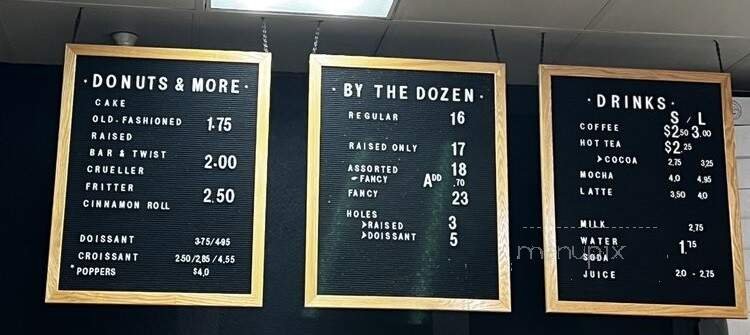 ·DONUTS & MORE·
CAKE
OLD-FASHIONED 1.75
RAISED
BAR & TWIST
CRUELLER 2.00
FRITTER
CINNAMON ROLL 2.50
DOISSANT 3.75/4.95
CROISSANT 2.50/2.85/4.55
*POPPERS $4.0
·BY THE DOZEN·
REGULAR 16
RAISED ONLY 17
ASSORTED 18
-FANCY ADD .70
FANCY 23
HOLES
➤RAISED 3
➤DOISSANT 5
·DRINKS·
S / L
COFFEE $2.50 3.00
HOT TEA $2.25
➤COCOA 2.75 3.25
MOCHA 4.0 4.95
LATTE 3.50 4.0
MILK 2.75
WATER 1.75
SODA
JUICE 2.0 - 2.75
menupix